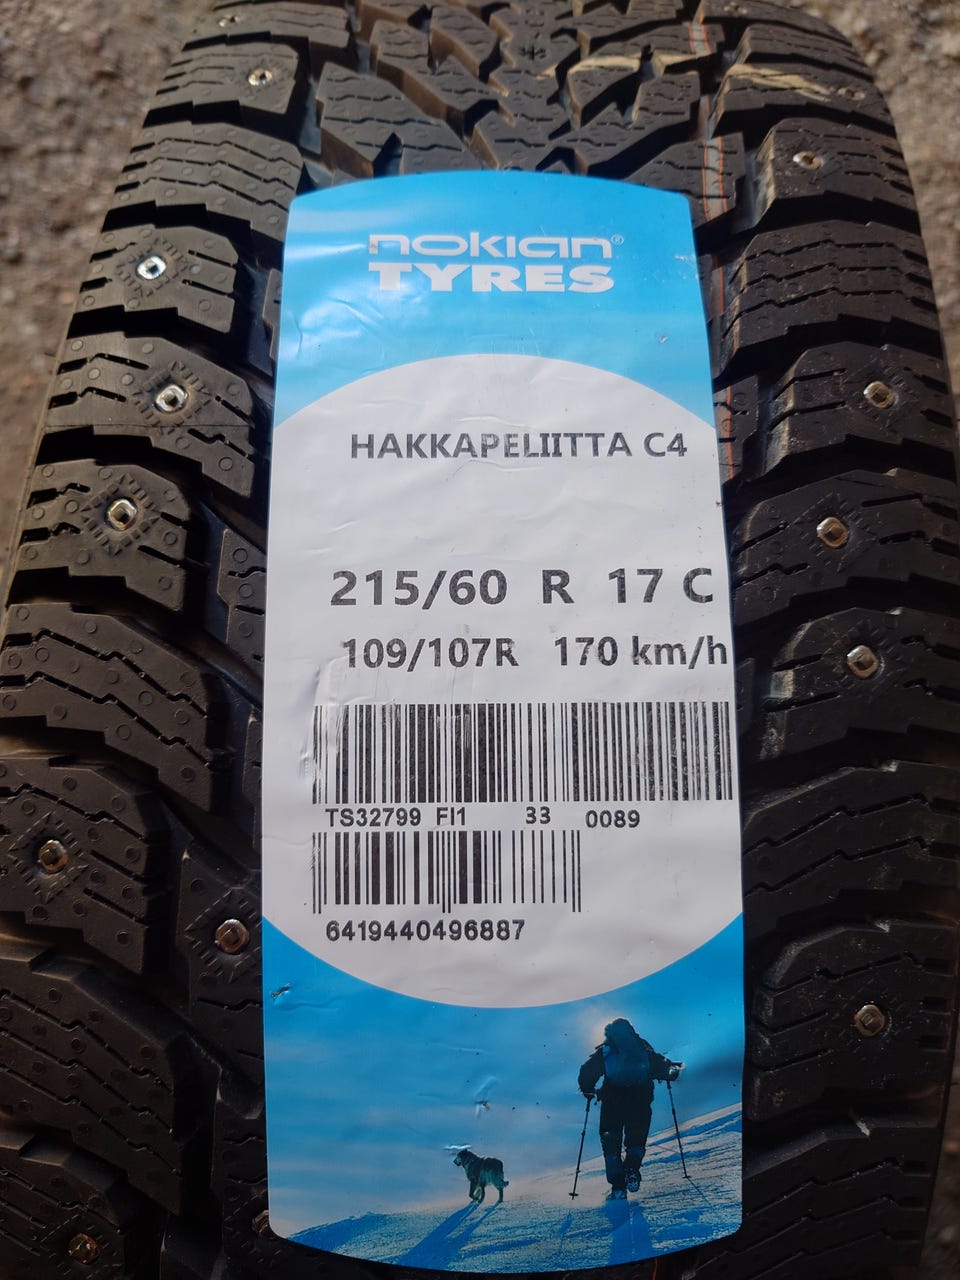 nokian®
TYRES
HAKKAPELIITTA C4
215/60 R 17 C
109/107R 170 km/h
TS32799 FI1 33 0089
6419440496887